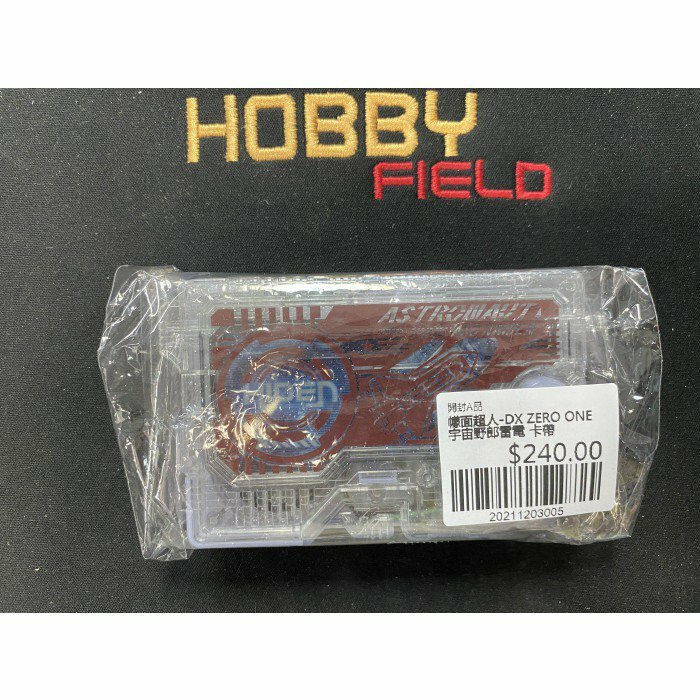 HOBBY
FIELD
ASTRONAUT
HIDEN
開封A品
幪面超人-DX ZERO ONE
宇宙野郎雷電 卡帶
$240.00
20211203005